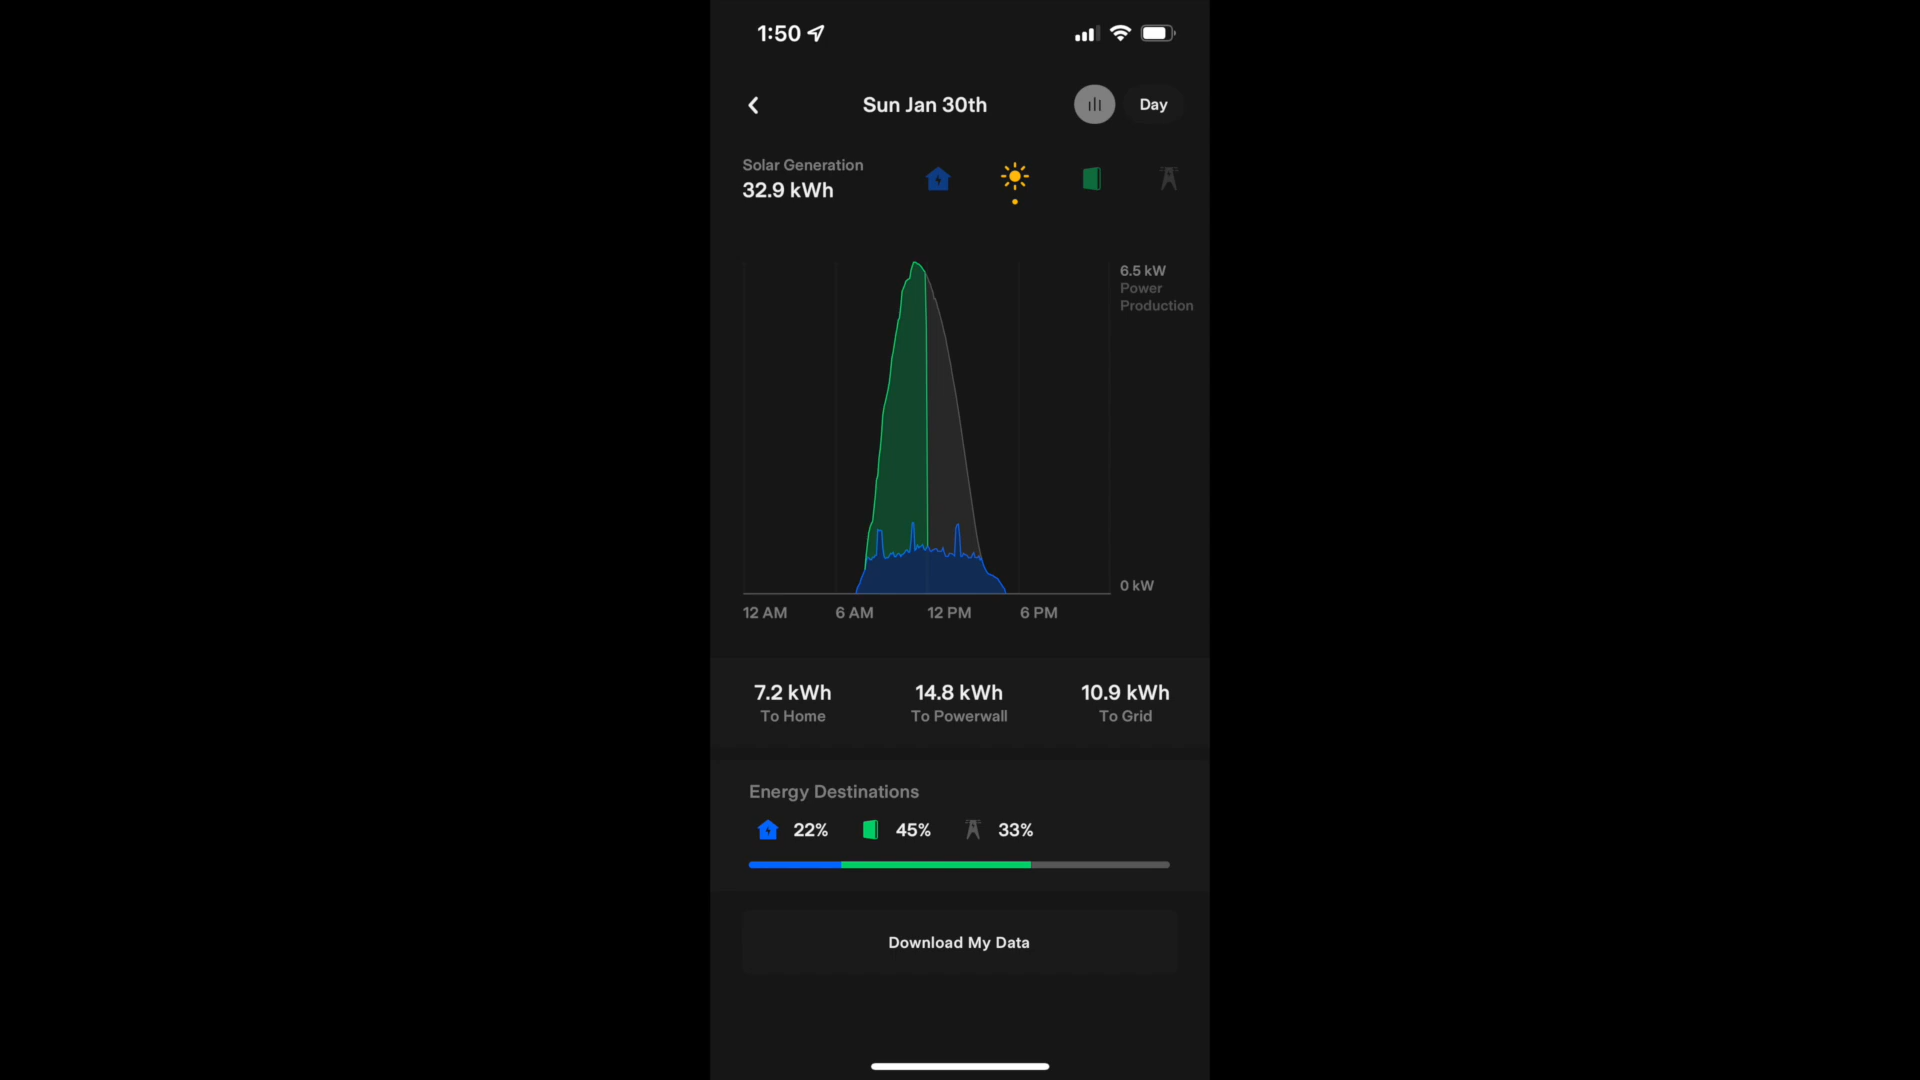 1:50
Sun Jan 30th
Day
Solar Generation
32.9 kWh
6.5 kW
Power
Production
0 kW
12 AM 6 AM 12 PM 6 PM
7.2 kWh 14.8 kWh 10.9 kWh
To Home To Powerwall To Grid
Energy Destinations
22% 45% 33%
Download My Data